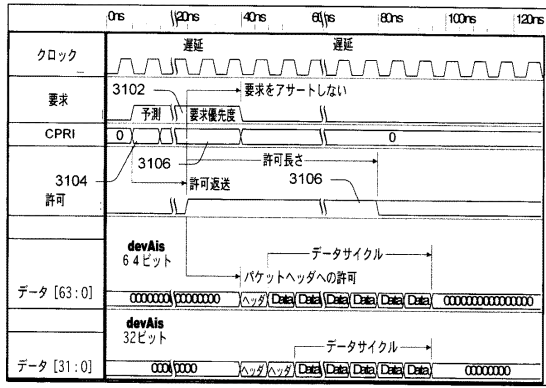 0ns 20ns 40ns 60ns 80ns 100ns 120ns
遅延 遅延
クロック
3102 要求をアサートしない
要求 予測 要求優先度
CPRI 0 0
3106 許可長さ
3104 許可返送 3106
許可
データサイクル
devAis
64ビット
パケットヘッダへの許可
データ [63:0] 00000000 00000000 ヘッダ Data Data Data Data Data Data 0000000000000000
devAis
32ビット データサイクル
データ [31:0] 0000 0000 ヘッダ ヘッダ Data Data Data Data Data 00000000